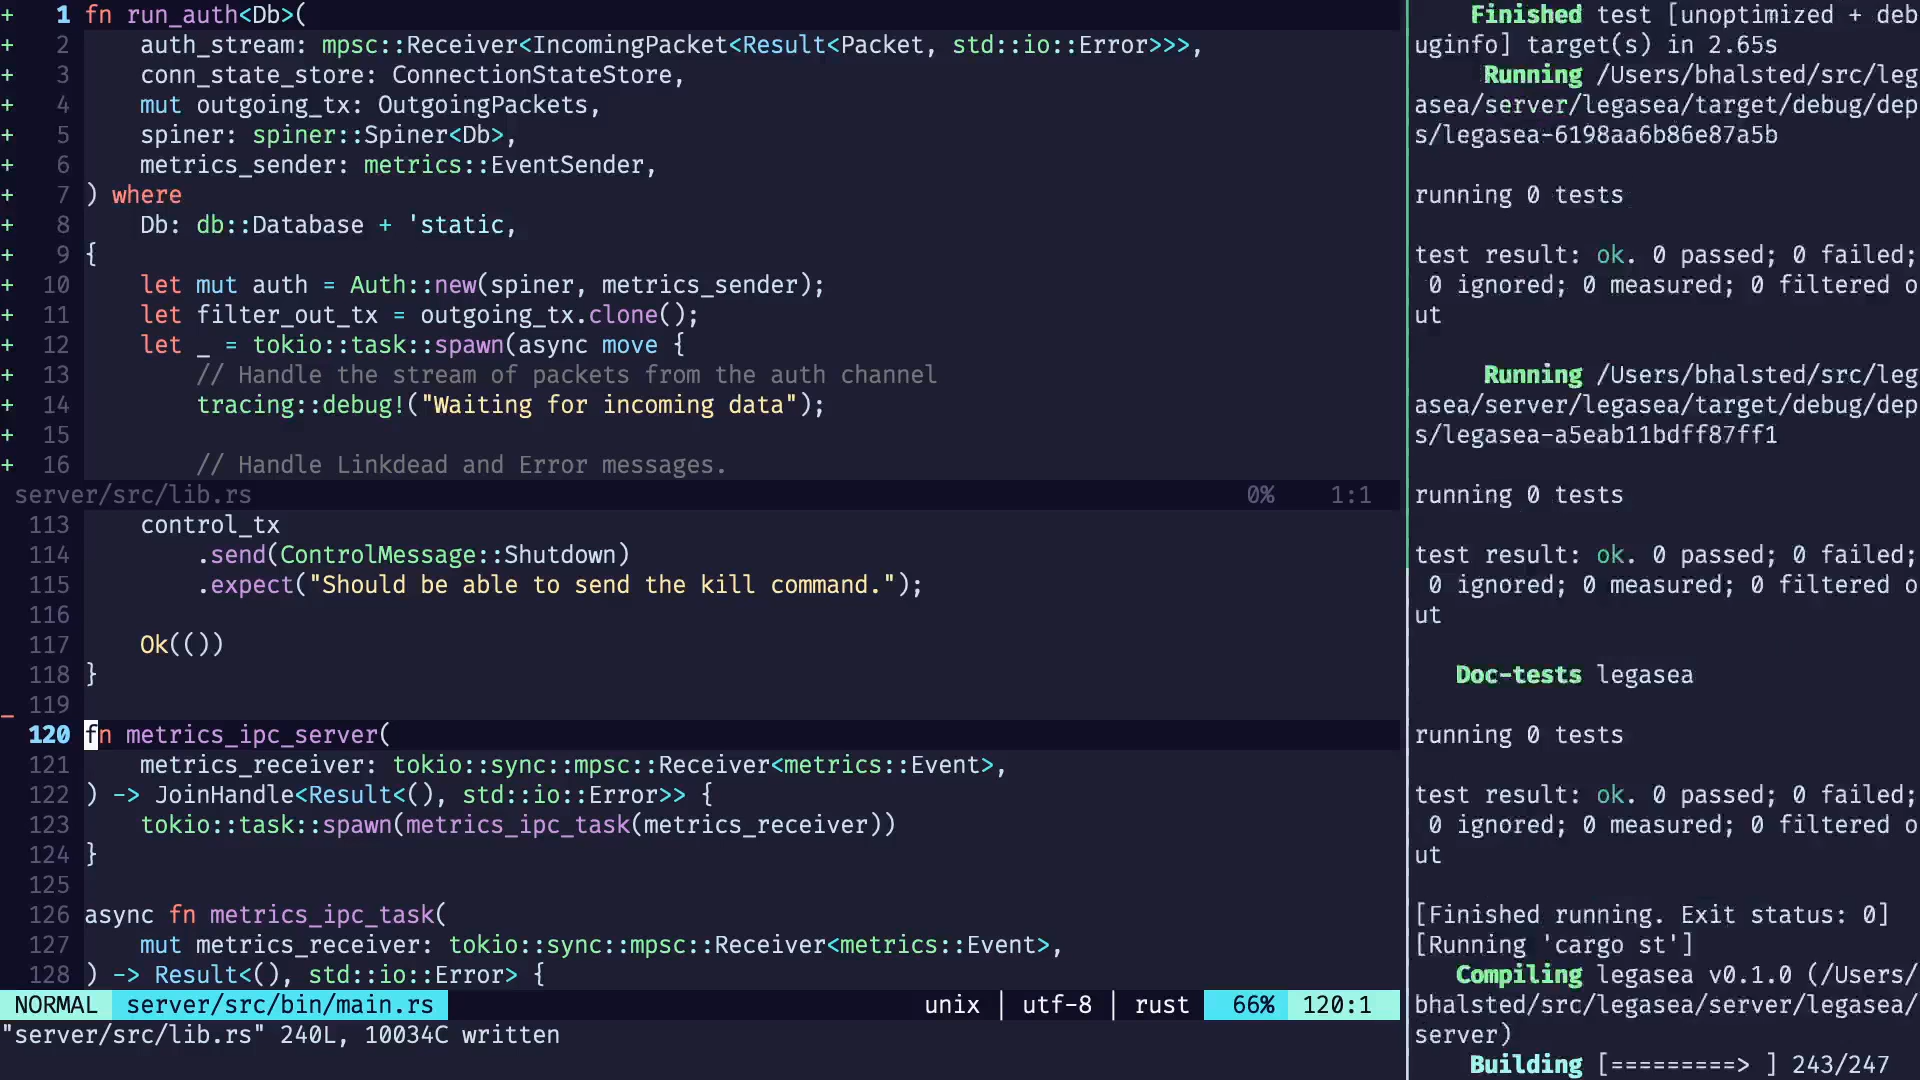 +    1 fn run_auth<Db>(
+    2     auth_stream: mpsc::Receiver<IncomingPacket<Result<Packet, std::io::Error>>>,
+    3     conn_state_store: ConnectionStateStore,
+    4     mut outgoing_tx: OutgoingPackets,
+    5     spiner: spiner::Spiner<Db>,
+    6     metrics_sender: metrics::EventSender,
+    7 ) where
+    8     Db: db::Database + 'static,
+    9 {
+   10     let mut auth = Auth::new(spiner, metrics_sender);
+   11     let filter_out_tx = outgoing_tx.clone();
+   12     let _ = tokio::task::spawn(async move {
+   13         // Handle the stream of packets from the auth channel
+   14         tracing::debug!("Waiting for incoming data");
+   15
+   16         // Handle Linkdead and Error messages.
server/src/lib.rs 0% 1:1
113     control_tx
114         .send(ControlMessage::Shutdown)
115         .expect("Should be able to send the kill command.");
116
117     Ok(())
118 }
119
_ 120 fn metrics_ipc_server(
121     metrics_receiver: tokio::sync::mpsc::Receiver<metrics::Event>,
122 ) -> JoinHandle<Result<(), std::io::Error>> {
123     tokio::task::spawn(metrics_ipc_task(metrics_receiver))
124 }
125
126 async fn metrics_ipc_task(
127     mut metrics_receiver: tokio::sync::mpsc::Receiver<metrics::Event>,
128 ) -> Result<(), std::io::Error> {
NORMAL server/src/bin/main.rs unix | utf-8 | rust 66% 120:1
"server/src/lib.rs" 240L, 10034C written
    Finished test [unoptimized + deb
uginfo] target(s) in 2.65s
     Running /Users/bhalsted/src/leg
asea/server/legasea/target/debug/dep
s/legasea-6198aa6b86e87a5b

running 0 tests

test result: ok. 0 passed; 0 failed;
 0 ignored; 0 measured; 0 filtered o
ut

     Running /Users/bhalsted/src/leg
asea/server/legasea/target/debug/dep
s/legasea-a5eab11bdff87ff1

running 0 tests

test result: ok. 0 passed; 0 failed;
 0 ignored; 0 measured; 0 filtered o
ut

   Doc-tests legasea

running 0 tests

test result: ok. 0 passed; 0 failed;
 0 ignored; 0 measured; 0 filtered o
ut

[Finished running. Exit status: 0]
[Running 'cargo st']
   Compiling legasea v0.1.0 (/Users/
bhalsted/src/legasea/server/legasea/
server)
    Building [=========> ] 243/247